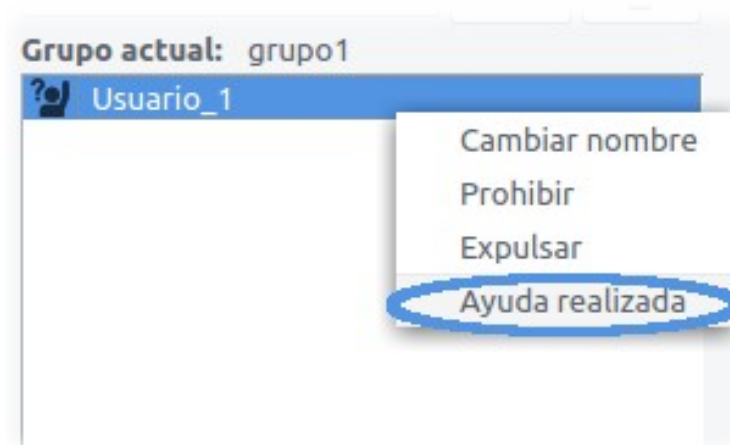 Grupo actual: grupo1
Usuario_1
Cambiar nombre
Prohibir
Expulsar
Ayuda realizada